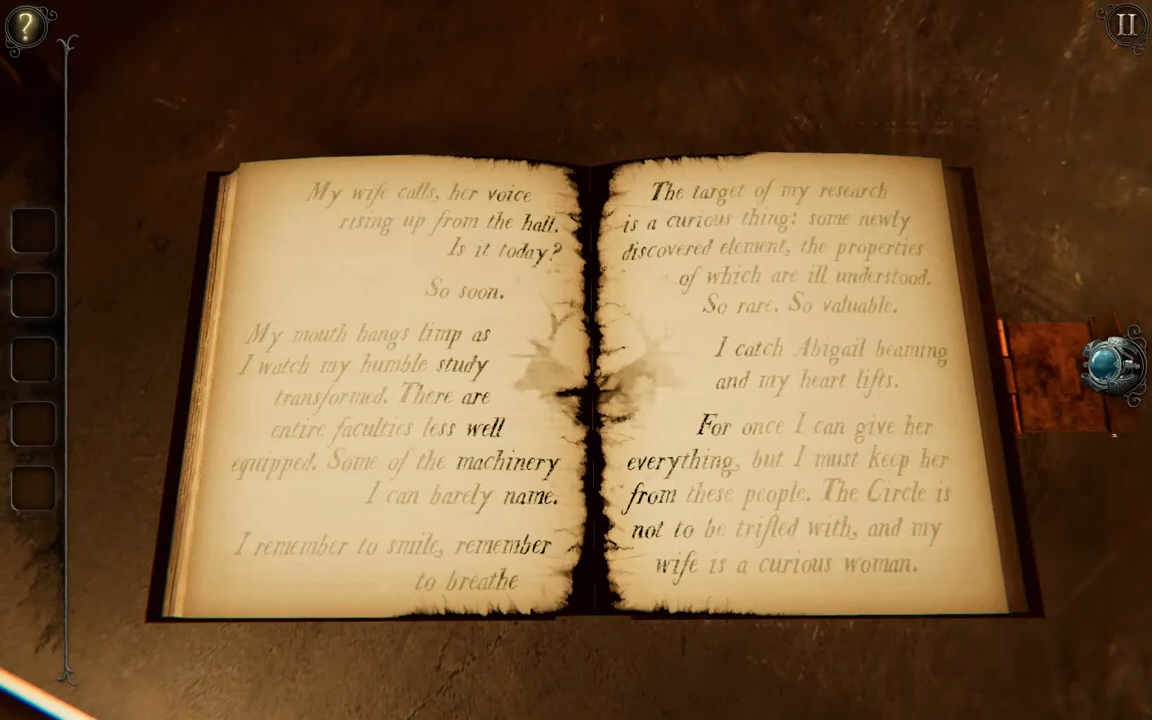 My wife calls, her voice
rising up from the hall.
Is it today?
So soon.
My mouth hangs limp as
I watch my humble study
transformed. There are
entire faculties less well
equipped. Some of the machinery
I can barely name.
I remember to smile, remember
to breathe
The target of my research
is a curious thing: some newly
discovered element, the properties
of which are ill understood.
So rare. So valuable.
I catch Abigail beaming
and my heart lifts.
For once I can give her
everything, but I must keep her
from these people. The Circle is
not to be trifled with, and my
wife is a curious woman.
?
II